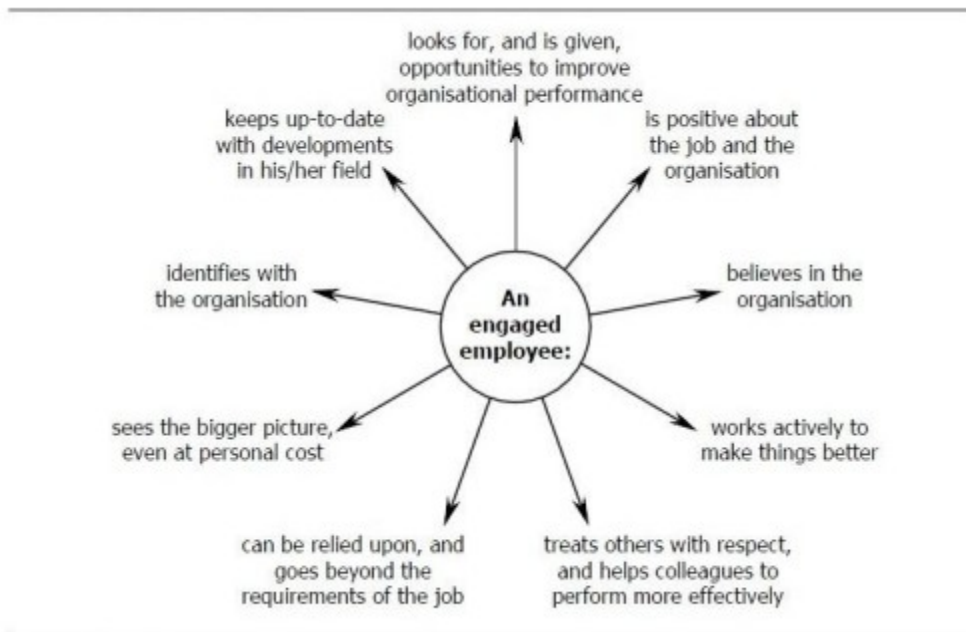 looks for, and is given,
opportunities to improve
organisational performance
is positive about
the job and the
organisation
believes in the
organisation
works actively to
make things better
treats others with respect,
and helps colleagues to
perform more effectively
can be relied upon, and
goes beyond the
requirements of the job
sees the bigger picture,
even at personal cost
identifies with
the organisation
keeps up-to-date
with developments
in his/her field
An
engaged
employee: